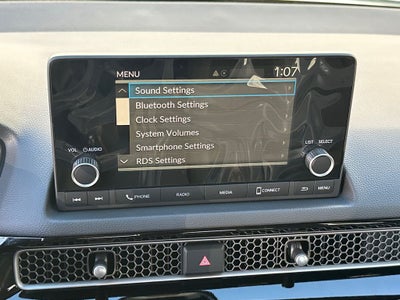 MENU 1:07
Sound Settings
Bluetooth Settings
Clock Settings
System Volumes
Smartphone Settings
RDS Settings
VOL AUDIO
LIST SELECT
PHONE RADIO MEDIA CONNECT MENU